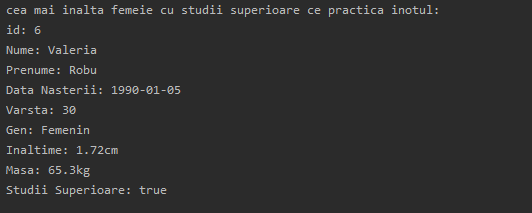 cea mai inalta femeie cu studii superioare ce practica inotul:
id: 6
Nume: Valeria
Prenume: Robu
Data Nasterii: 1990-01-05
Varsta: 30
Gen: Femenin
Inaltime: 1.72cm
Masa: 65.3kg
Studii Superioare: true